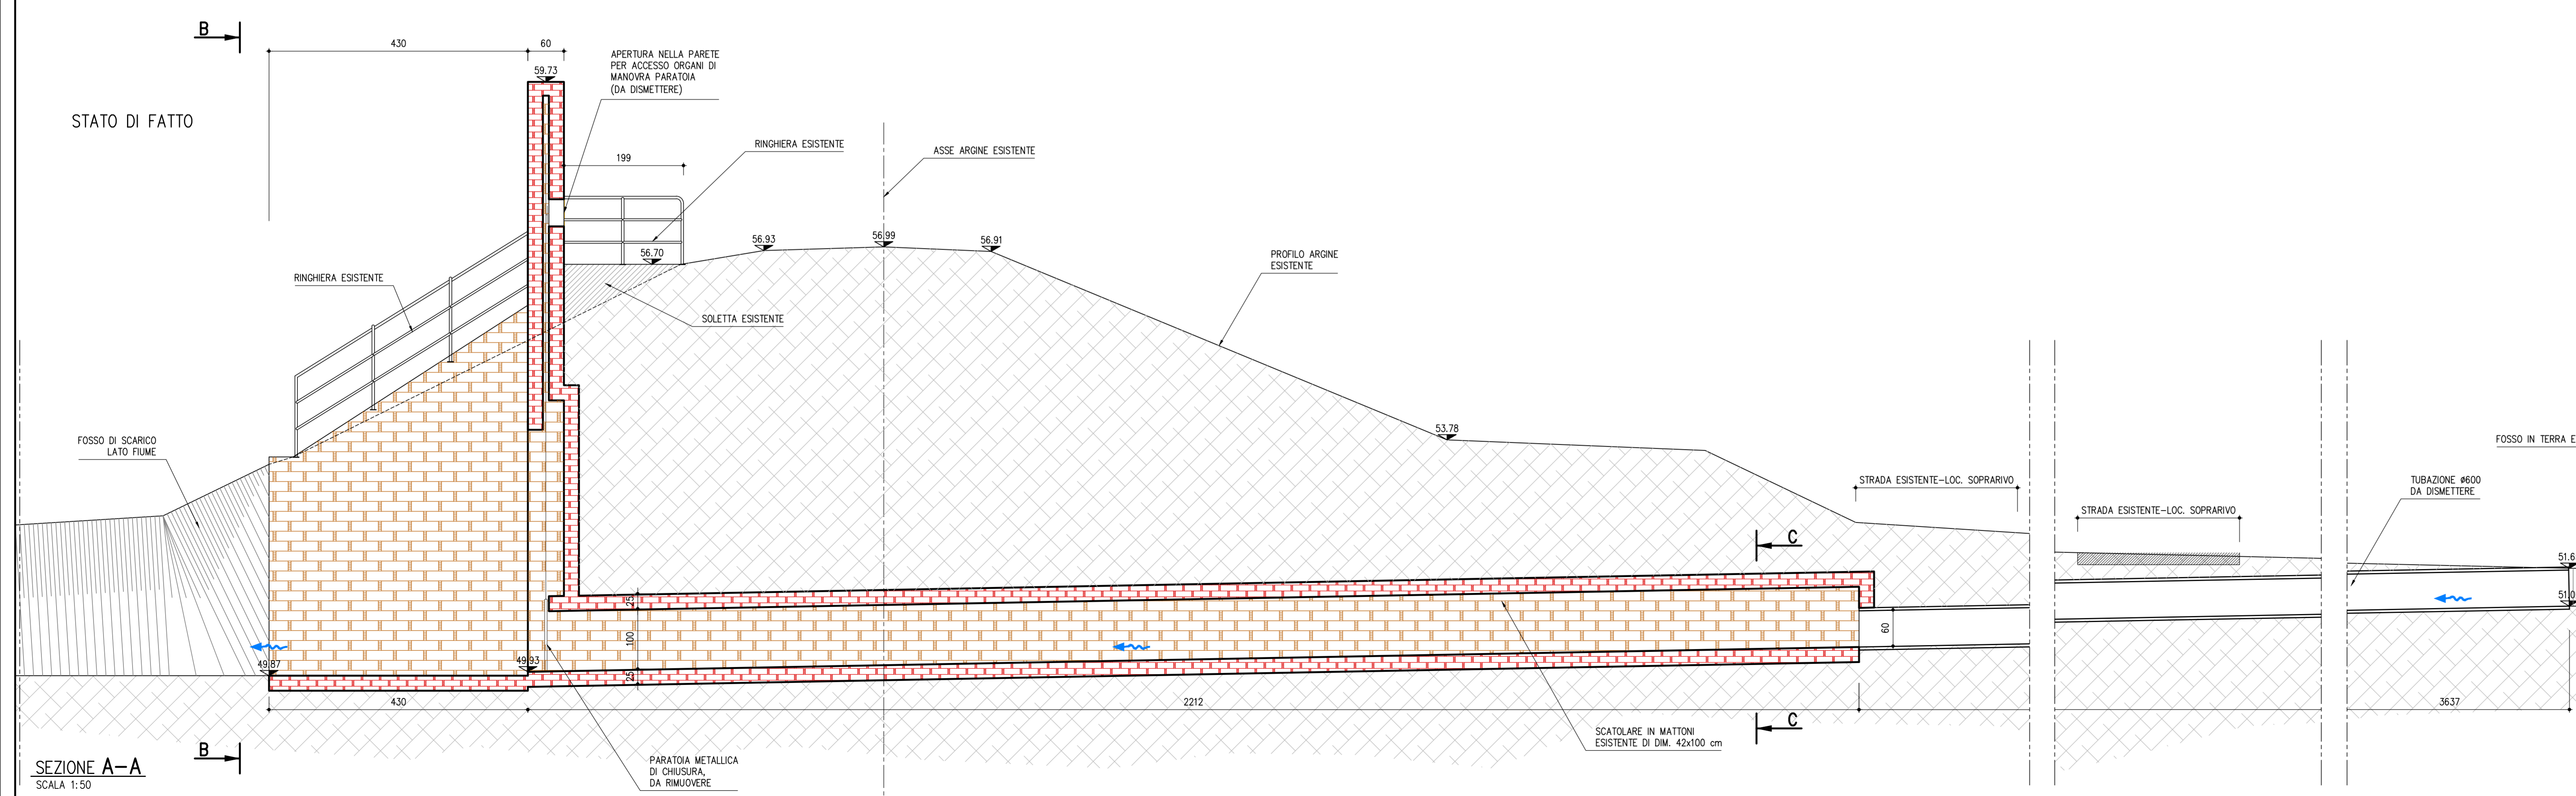 B
430
60
59.73
APERTURA NELLA PARETE
PER ACCESSO ORGANI DI
MANOVRA PARATOIA
(DA DISMETTERE)
STATO DI FATTO
199
RINGHIERA ESISTENTE
ASSE ARGINE ESISTENTE
56.70
56.93
56.99
56.91
PROFILO ARGINE
ESISTENTE
RINGHIERA ESISTENTE
SOLETTA ESISTENTE
53.78
FOSSO DI SCARICO
LATO FIUME
STRADA ESISTENTE-LOC. SOPRARIVO
STRADA ESISTENTE-LOC. SOPRARIVO
FOSSO IN TERRA E
TUBAZIONE Ø600
DA DISMETTERE
C
51.6
51.0
25
100
25
60
49.87
49.93
430
2212
3637
C
SCATOLARE IN MATTONI
ESISTENTE DI DIM. 42x100 cm
B
PARATOIA METALLICA
DI CHIUSURA,
DA RIMUOVERE
SEZIONE A-A
SCALA 1:50